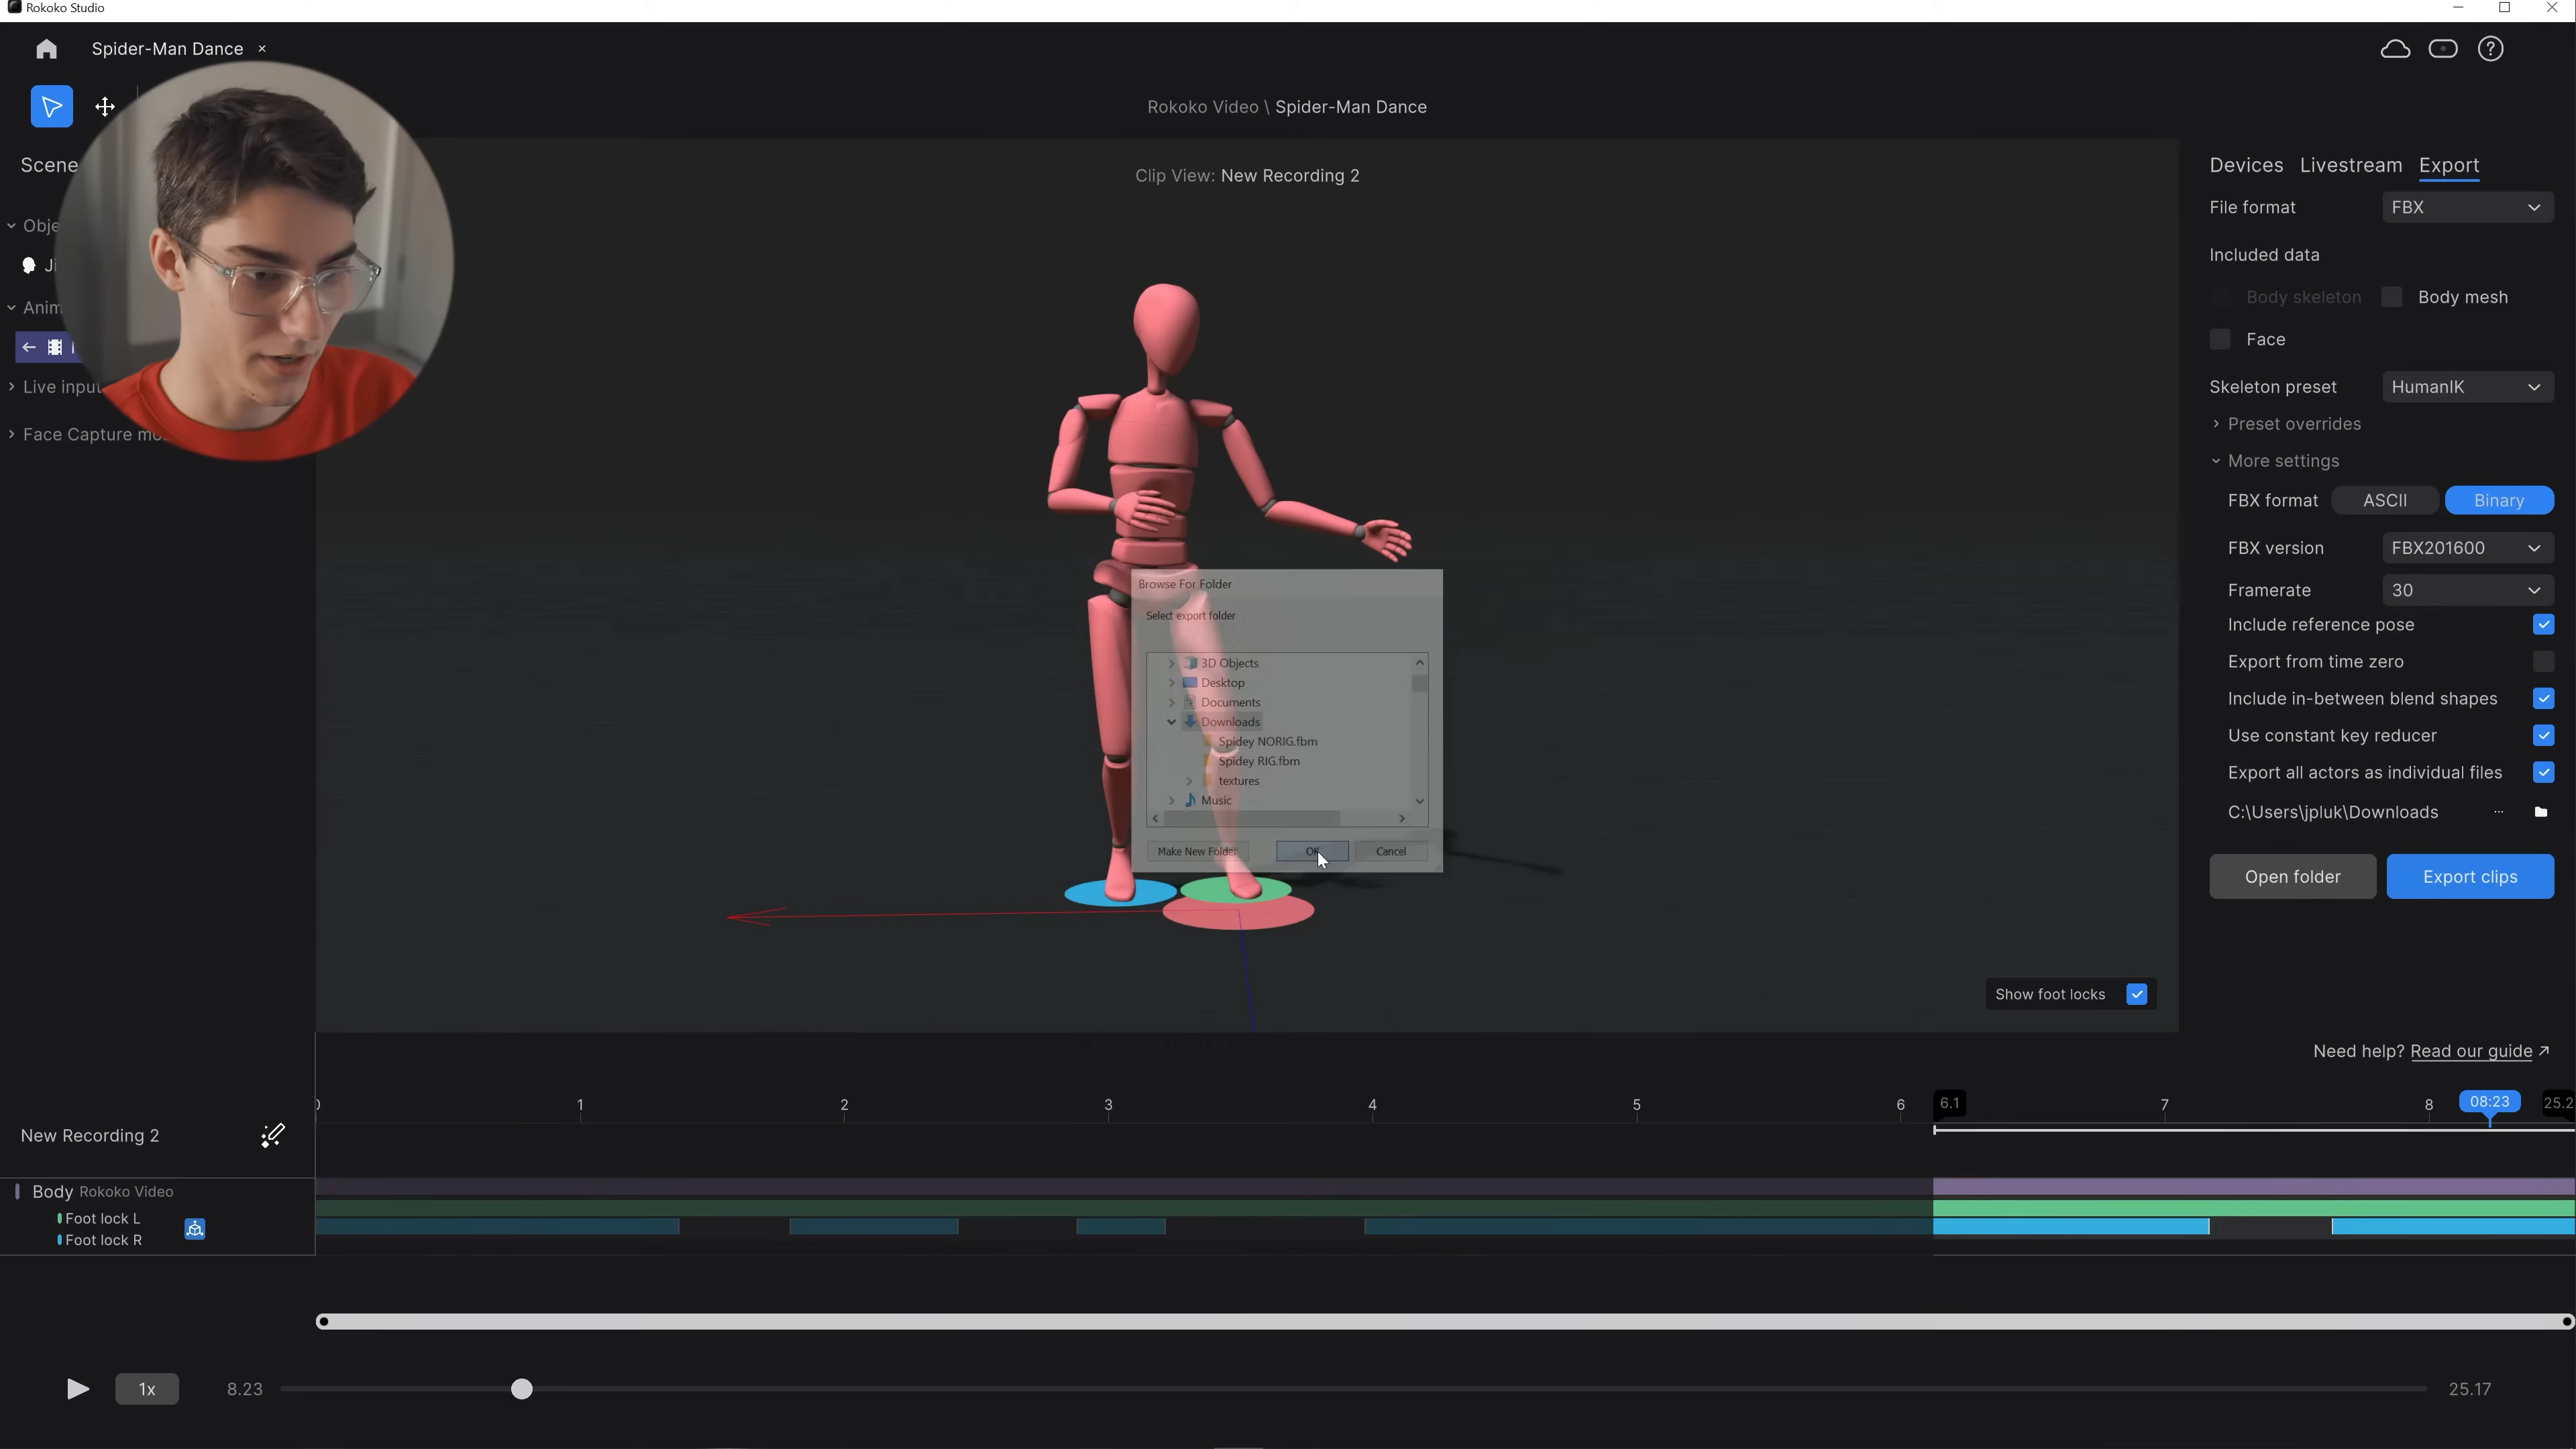 Rokoko Studio
Spider-Man Dance
Rokoko Video \ Spider-Man Dance
Scene
Clip View: New Recording 2
Live input
Face Capture
Devices Livestream Export
File format FBX
Included data
Body skeleton Body mesh
Face
Skeleton preset HumanIK
Preset overrides
More settings
FBX format ASCII Binary
FBX version FBX201600
Framerate 30
Include reference pose
Export from time zero
Include in-between blend shapes
Use constant key reducer
Export all actors as individual files
C:\Users\jpluk\Downloads ...
Open folder Export clips
Browse For Folder
Select export folder
3D Objects
Desktop
Documents
Downloads
Spidey NORIG.fbm
Spidey RIG.fbm
textures
Music
Make New Folder OK Cancel
Show foot locks
Need help? Read our guide
0 1 2 3 4 5 6 6.1 7 8 08:23 25.2
New Recording 2
Body Rokoko Video
Foot lock L
Foot lock R
1x 8.23 25.17